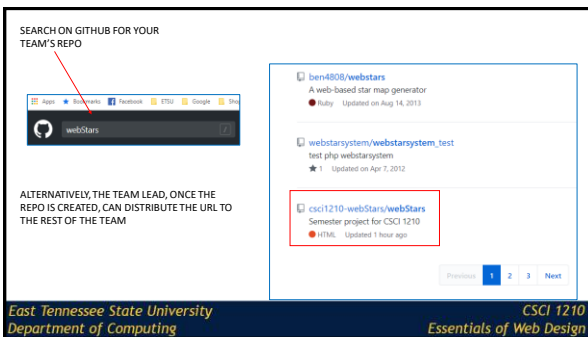 SEARCH ON GITHUB FOR YOUR
TEAM'S REPO
Apps Bookmarks Facebook ETSU Google Shop
webStars /
ALTERNATIVELY, THE TEAM LEAD, ONCE THE
REPO IS CREATED, CAN DISTRIBUTE THE URL TO
THE REST OF THE TEAM
ben4808/webstars
A web-based star map generator
Ruby Updated on Aug 14, 2013
webstarsystem/webstarsystem_test
test php webstarsystem
1 Updated on Apr 7, 2012
csci1210-webStars/webStars
Semester project for CSCI 1210
HTML Updated 1 hour ago
Previous 1 2 3 Next
East Tennessee State University
Department of Computing
CSCI 1210
Essentials of Web Design